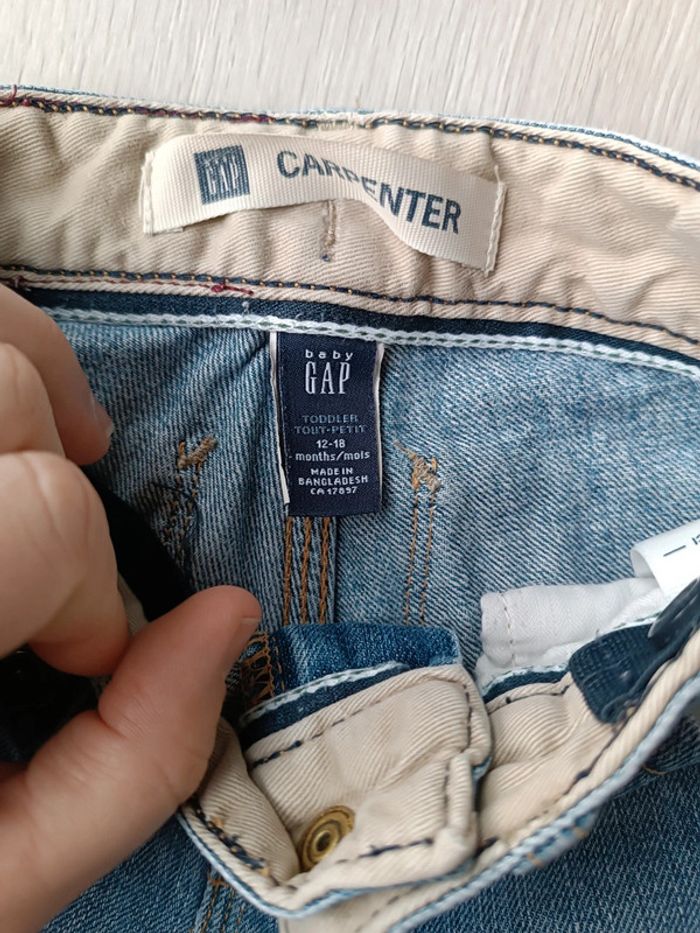 GAP
CARPENTER
baby
GAP
TODDLER
TOUT-PETIT
12-18
months/mois
MADE IN
BANGLADESH
CA 17897